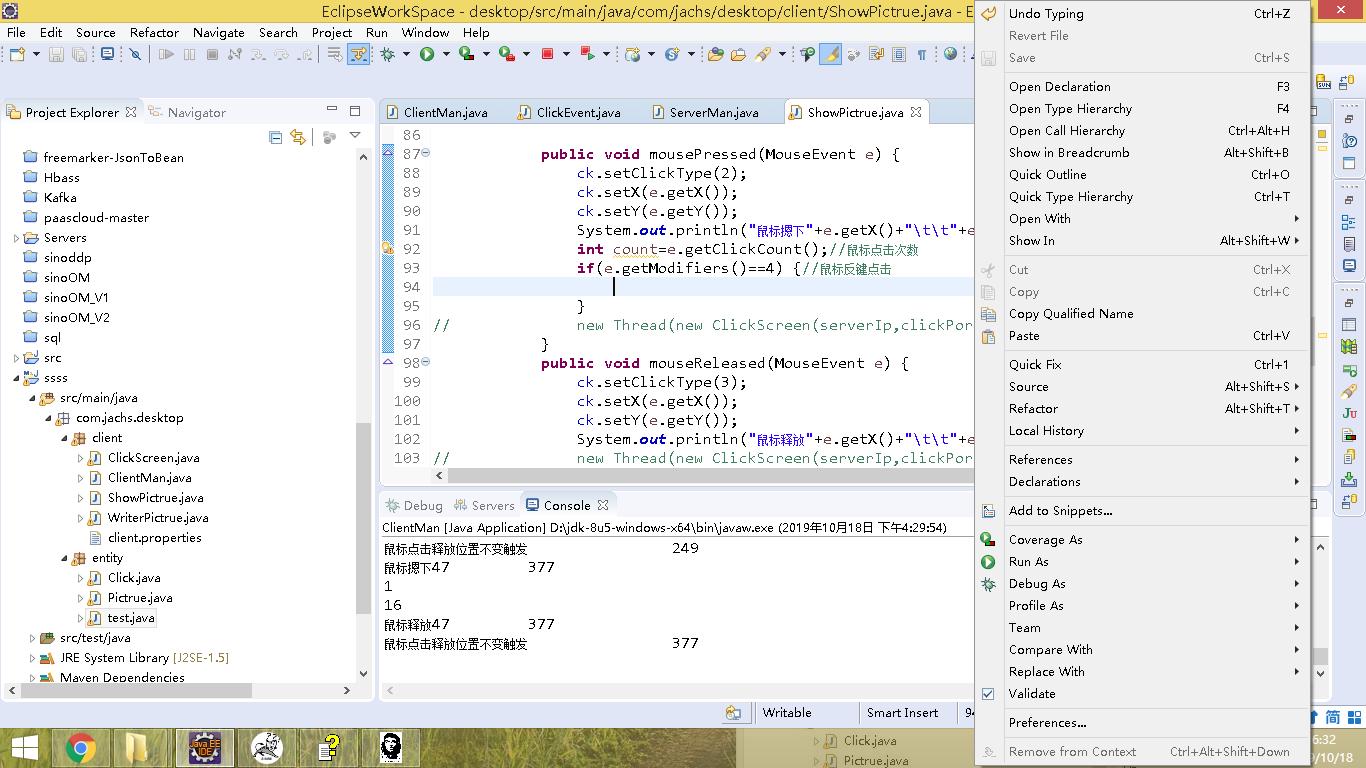 EclipseWorkSpace - desktop/src/main/java/com/jachs/desktop/client/ShowPictrue.java - E
File Edit Source Refactor Navigate Search Project Run Window Help
Project Explorer Navigator
freemarker-JsonToBean
Hbass
Kafka
paascloud-master
Servers
sinoddp
sinoOM
sinoOM_V1
sinoOM_V2
sql
src
ssss
src/main/java
com.jachs.desktop
client
ClickScreen.java
ClientMan.java
ShowPictrue.java
WriterPictrue.java
client.properties
entity
Click.java
Pictrue.java
test.java
src/test/java
JRE System Library [J2SE-1.5]
Maven Dependencies
ClientMan.java ClickEvent.java ServerMan.java ShowPictrue.java
86
87 public void mousePressed(MouseEvent e) {
88 ck.setClickType(2);
89 ck.setX(e.getX());
90 ck.setY(e.getY());
91 System.out.println("鼠标摁下"+e.getX()+"\t\t"+e
92 int count=e.getClickCount();//鼠标点击次数
93 if(e.getModifiers()==4) {//鼠标反键点击
94
95 }
96 // new Thread(new ClickScreen(serverIp,clickPor
97 }
98 public void mouseReleased(MouseEvent e) {
99 ck.setClickType(3);
100 ck.setX(e.getX());
101 ck.setY(e.getY());
102 System.out.println("鼠标释放"+e.getX()+"\t\t"+e
103 // new Thread(new ClickScreen(serverIp,clickPor
Debug Servers Console
ClientMan [Java Application] D:\jdk-8u5-windows-x64\bin\javaw.exe (2019年10月18日 下午4:29:54)
鼠标点击释放位置不变触发 249
鼠标摁下47 377
1
16
鼠标释放47 377
鼠标点击释放位置不变触发 377
Writable Smart Insert 94
Undo Typing Ctrl+Z
Revert File
Save Ctrl+S
Open Declaration F3
Open Type Hierarchy F4
Open Call Hierarchy Ctrl+Alt+H
Show in Breadcrumb Alt+Shift+B
Quick Outline Ctrl+O
Quick Type Hierarchy Ctrl+T
Open With
Show In Alt+Shift+W
Cut Ctrl+X
Copy Ctrl+C
Copy Qualified Name
Paste Ctrl+V
Quick Fix Ctrl+1
Source Alt+Shift+S
Refactor Alt+Shift+T
Local History
References
Declarations
Add to Snippets...
Coverage As
Run As
Debug As
Profile As
Team
Compare With
Replace With
Validate
Preferences...
Remove from Context Ctrl+Alt+Shift+Down
简
Java EE
IDE
Click.java
Pictrue.java
6:32
/10/18